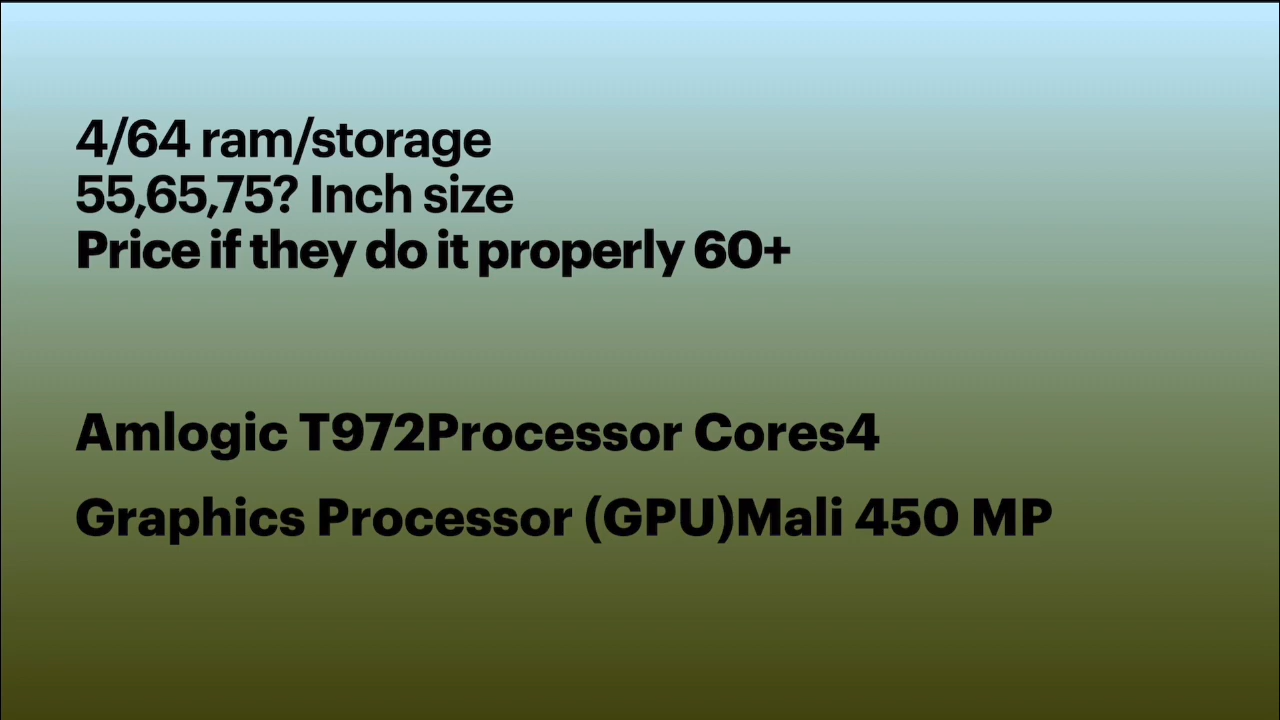 4/64 ram/storage
55,65,75? Inch size
Price if they do it properly 60+
Amlogic T972Processor Cores4
Graphics Processor (GPU)Mali 450 MP